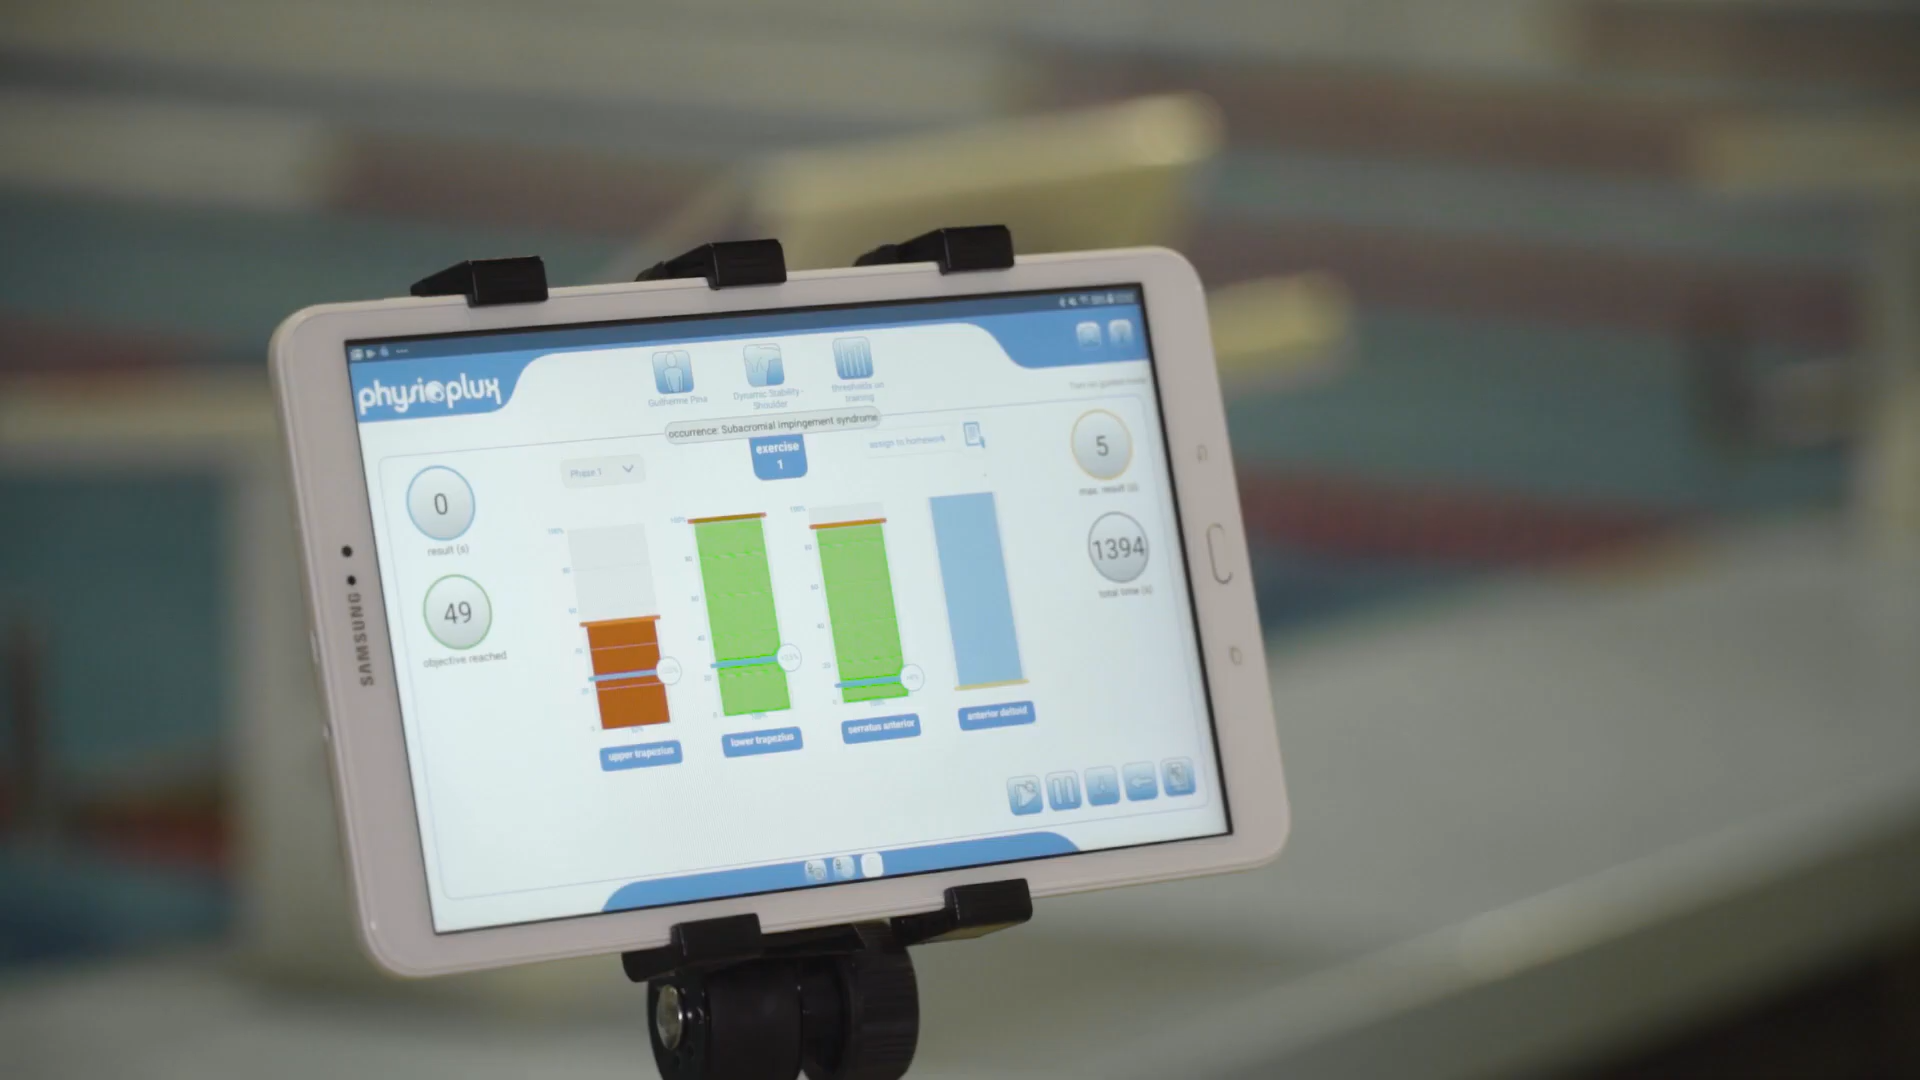 physioplux
Guilherme Pina
Dynamic Stability -
Shoulder
thresholds on
training
occurrence: Subacromial impingement syndrome
exercise
1
assign to homework
Phase 1
0
result (s)
49
objective reached
5
max. result (s)
1394
total time (s)
upper trapezius
lower trapezius
serratus anterior
anterior deltoid
SAMSUNG